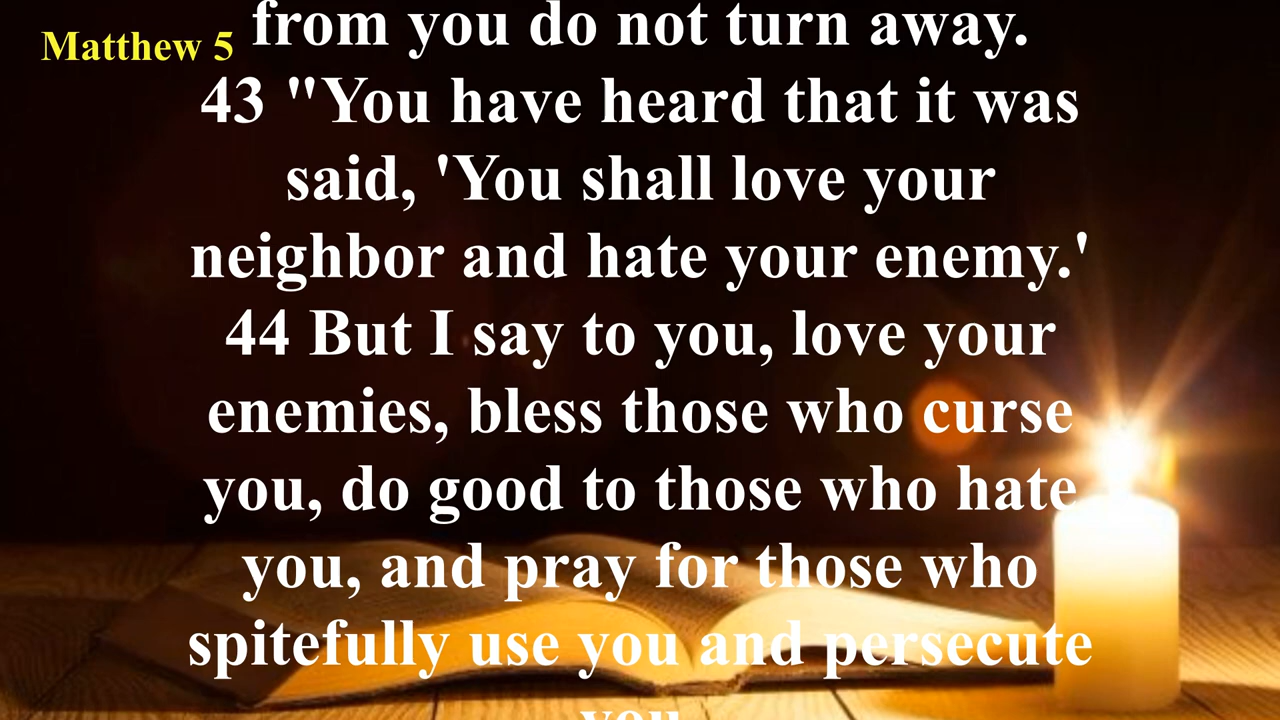 Matthew 5
from you do not turn away.
43 "You have heard that it was
said, 'You shall love your
neighbor and hate your enemy.'
44 But I say to you, love your
enemies, bless those who curse
you, do good to those who hate
you, and pray for those who
spitefully use you and persecute
you